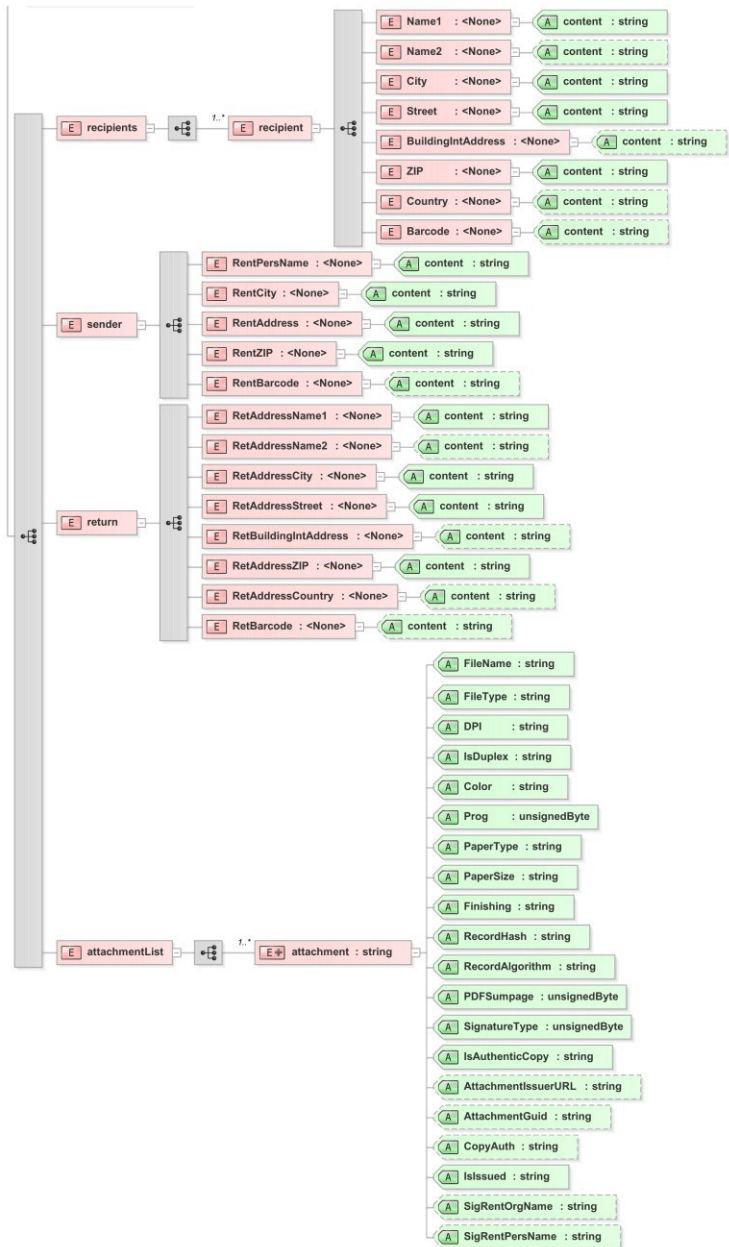 E Name1 : <None> A content : string
E Name2 : <None> A content : string
E City : <None> A content : string
E Street : <None> A content : string
E recipients 1..* E recipient
E BuildingIntAddress : <None> A content : string
E ZIP : <None> A content : string
E Country : <None> A content : string
E Barcode : <None> A content : string
E RentPersName : <None> A content : string
E RentCity : <None> A content : string
E sender
E RentAddress : <None> A content : string
E RentZIP : <None> A content : string
E RentBarcode : <None> A content : string
E RetAddressName1 : <None> A content : string
E RetAddressName2 : <None> A content : string
E RetAddressCity : <None> A content : string
E RetAddressStreet : <None> A content : string
E return
E RetBuildingIntAddress : <None> A content : string
E RetAddressZIP : <None> A content : string
E RetAddressCountry : <None> A content : string
E RetBarcode : <None> A content : string
A FileName : string
A FileType : string
A DPI : string
A IsDuplex : string
A Color : string
A Prog : unsignedByte
A PaperType : string
A PaperSize : string
A Finishing : string
A RecordHash : string
E attachmentList 1..* E attachment : string
A RecordAlgorithm : string
A PDFSumpage : unsignedByte
A SignatureType : unsignedByte
A IsAuthenticCopy : string
A AttachmentIssuerURL : string
A AttachmentGuid : string
A CopyAuth : string
A IsIssued : string
A SigRentOrgName : string
A SigRentPersName : string